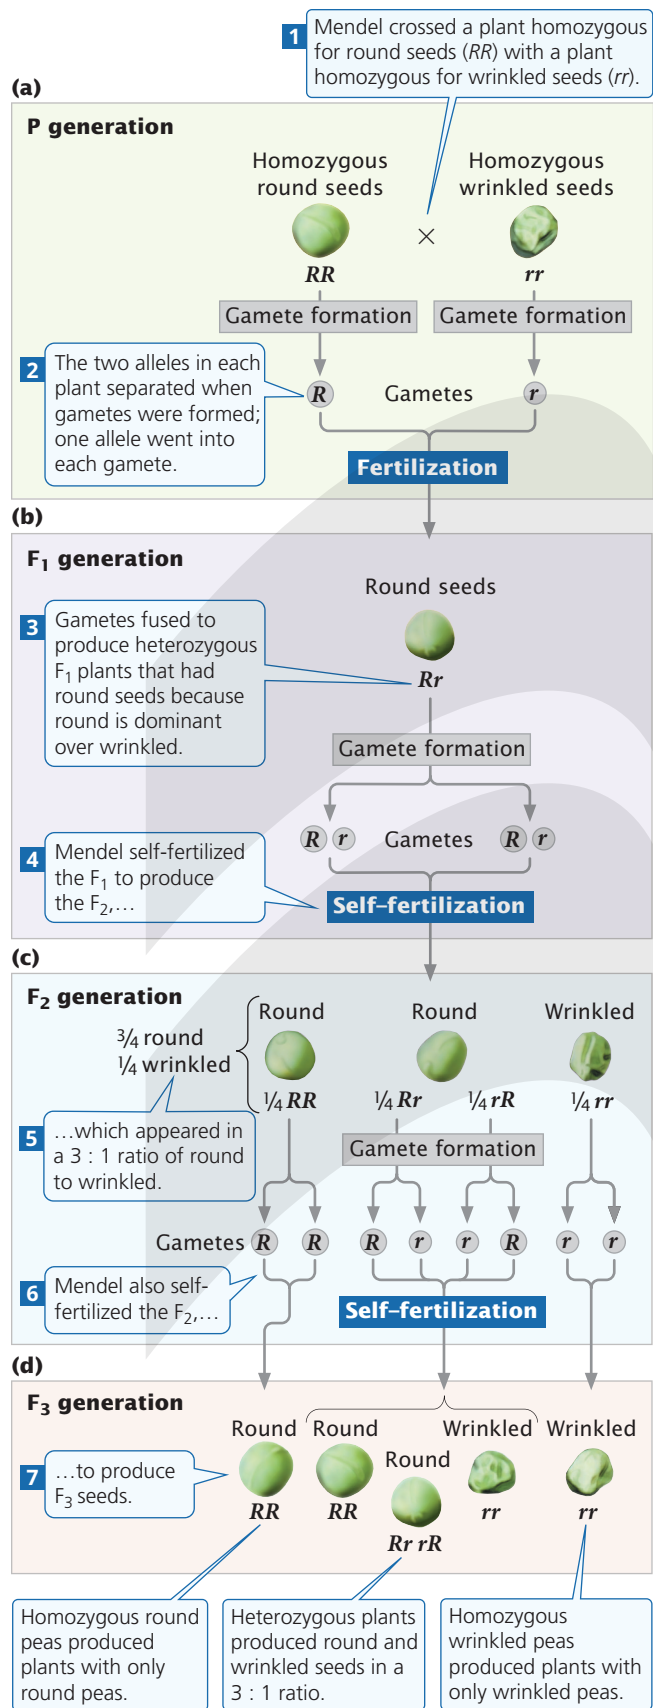 1 Mendel crossed a plant homozygous
for round seeds (RR) with a plant
homozygous for wrinkled seeds (rr).
(a)
P generation
Homozygous
round seeds
Homozygous
wrinkled seeds
×
RR
rr
Gamete formation
Gamete formation
2 The two alleles in each
plant separated when
gametes were formed;
one allele went into
each gamete.
R Gametes r
Fertilization
(b)
F₁ generation
Round seeds
3 Gametes fused to
produce heterozygous
F₁ plants that had
round seeds because
round is dominant
over wrinkled.
Rr
Gamete formation
R r Gametes R r
4 Mendel self-fertilized
the F₁ to produce
the F₂,…
Self–fertilization
(c)
F₂ generation
Round Round Wrinkled
¾ round
¼ wrinkled
¼ RR ¼ Rr ¼ rR ¼ rr
5 …which appeared in
a 3 : 1 ratio of round
to wrinkled.
Gamete formation
Gametes R R R r r R r r
6 Mendel also self-
fertilized the F₂,…
Self–fertilization
(d)
F₃ generation
Round Round Wrinkled Wrinkled
Round
7 …to produce
F₃ seeds.
RR RR rr rr
Rr rR
Homozygous round
peas produced
plants with only
round peas.
Heterozygous plants
produced round and
wrinkled seeds in a
3 : 1 ratio.
Homozygous
wrinkled peas
produced plants with
only wrinkled peas.